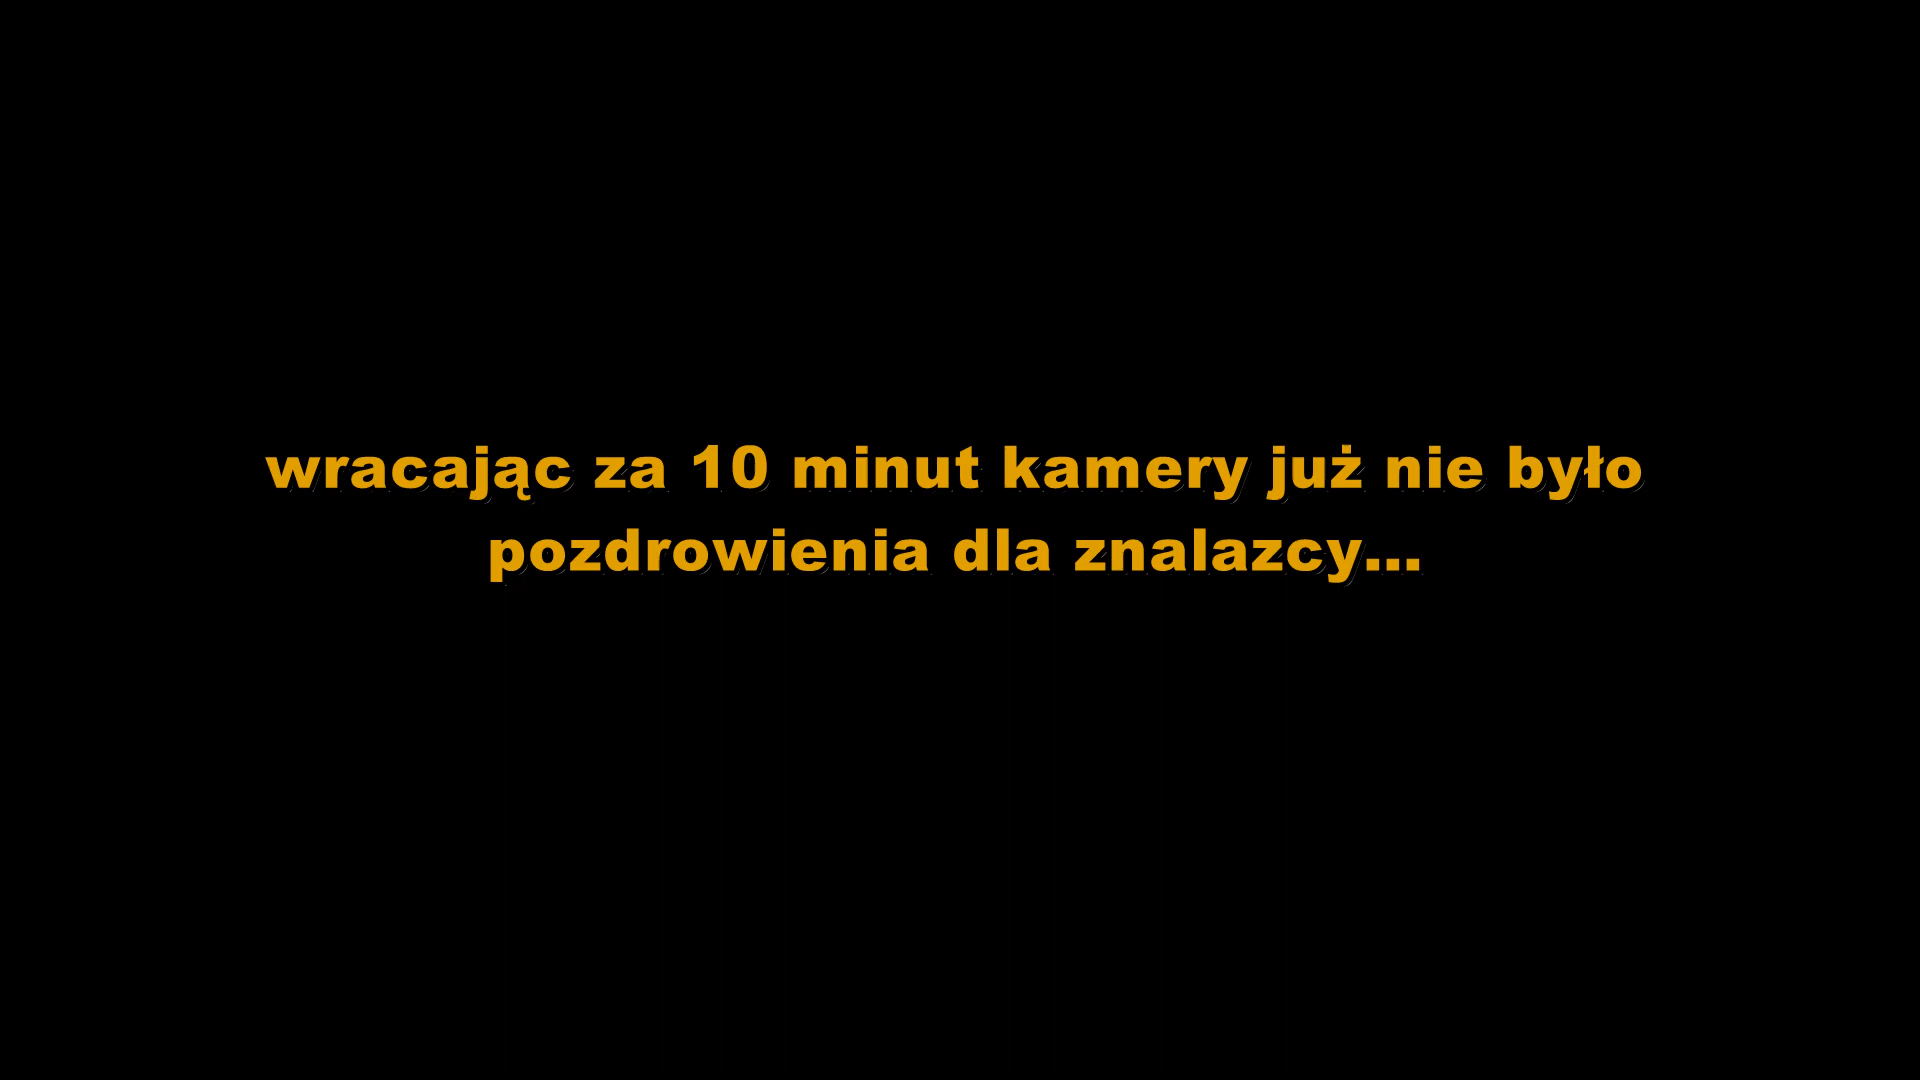 wracając za 10 minut kamery już nie było
pozdrowienia dla znalazcy...